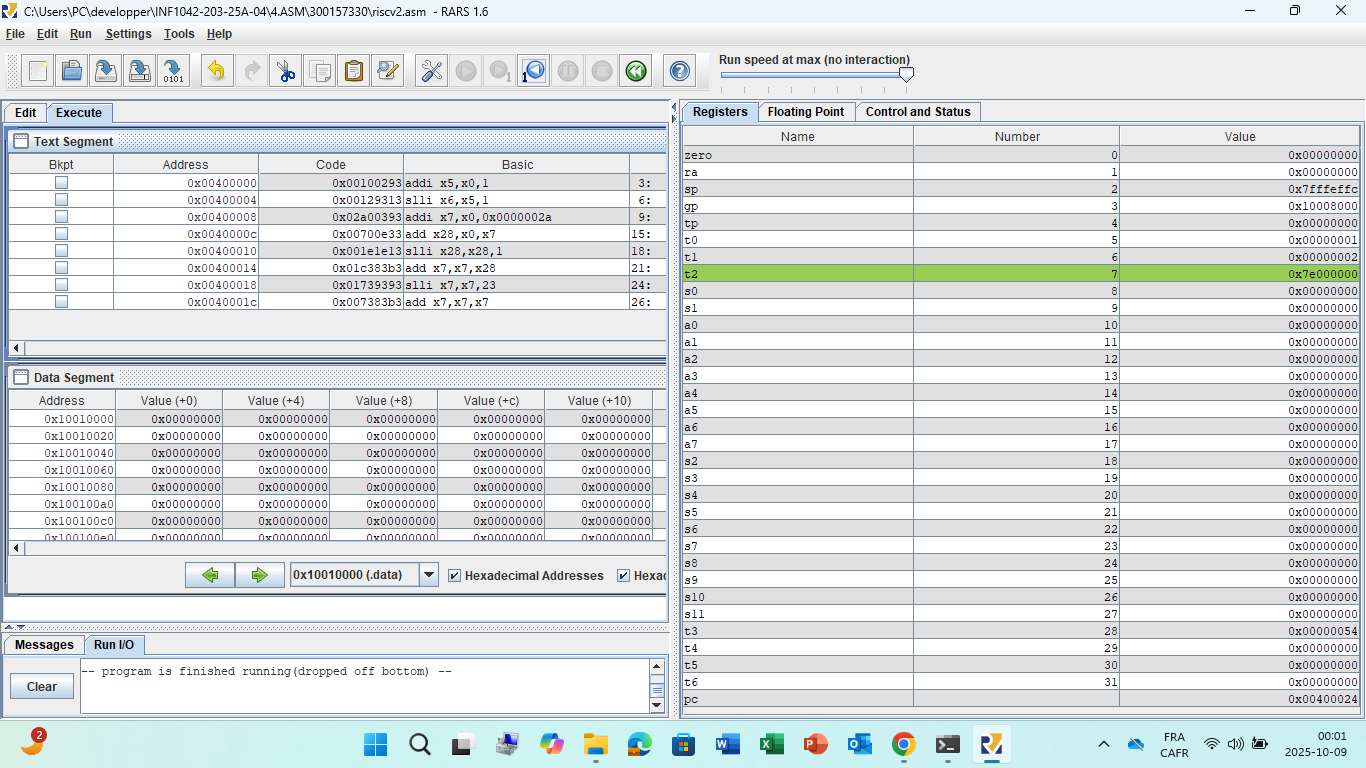 C:\Users\PC\developper\INF1042-203-25A-04\4.ASM\300157330\riscv2.asm - RARS 1.6
File Edit Run Settings Tools Help
Run speed at max (no interaction)
Edit Execute
Text Segment
Bkpt Address Code Basic
0x00400000 0x00100293 addi x5,x0,1 3:
0x00400004 0x00129313 slli x6,x5,1 6:
0x00400008 0x02a00393 addi x7,x0,0x0000002a 9:
0x0040000c 0x00700e33 add x28,x0,x7 15:
0x00400010 0x001e1e13 slli x28,x28,1 18:
0x00400014 0x01c383b3 add x7,x7,x28 21:
0x00400018 0x01739393 slli x7,x7,23 24:
0x0040001c 0x007383b3 add x7,x7,x7 26:
Data Segment
Address Value (+0) Value (+4) Value (+8) Value (+c) Value (+10)
0x10010000 0x00000000 0x00000000 0x00000000 0x00000000 0x00000000
0x10010020 0x00000000 0x00000000 0x00000000 0x00000000 0x00000000
0x10010040 0x00000000 0x00000000 0x00000000 0x00000000 0x00000000
0x10010060 0x00000000 0x00000000 0x00000000 0x00000000 0x00000000
0x10010080 0x00000000 0x00000000 0x00000000 0x00000000 0x00000000
0x100100a0 0x00000000 0x00000000 0x00000000 0x00000000 0x00000000
0x100100c0 0x00000000 0x00000000 0x00000000 0x00000000 0x00000000
0x100100e0 0x00000000 0x00000000 0x00000000 0x00000000 0x00000000
0x10010000 (.data) Hexadecimal Addresses Hexac
Messages Run I/O
-- program is finished running(dropped off bottom) --
Clear
Registers Floating Point Control and Status
Name Number Value
zero 0 0x00000000
ra 1 0x00000000
sp 2 0x7fffeffc
gp 3 0x10008000
tp 4 0x00000000
t0 5 0x00000001
t1 6 0x00000002
t2 7 0x7e000000
s0 8 0x00000000
s1 9 0x00000000
a0 10 0x00000000
a1 11 0x00000000
a2 12 0x00000000
a3 13 0x00000000
a4 14 0x00000000
a5 15 0x00000000
a6 16 0x00000000
a7 17 0x00000000
s2 18 0x00000000
s3 19 0x00000000
s4 20 0x00000000
s5 21 0x00000000
s6 22 0x00000000
s7 23 0x00000000
s8 24 0x00000000
s9 25 0x00000000
s10 26 0x00000000
s11 27 0x00000000
t3 28 0x00000054
t4 29 0x00000000
t5 30 0x00000000
t6 31 0x00000000
pc 0x00400024
2
FRA
CAFR
00:01
2025-10-09